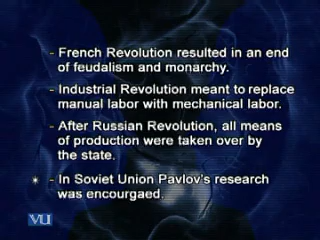 - French Revolution resulted in an end
of feudalism and monarchy.
- Industrial Revolution meant to replace
manual labor with mechanical labor.
- After Russian Revolution, all means
of production were taken over by
the state.
* - In Soviet Union Pavlov's research
was encourgaed.
VU